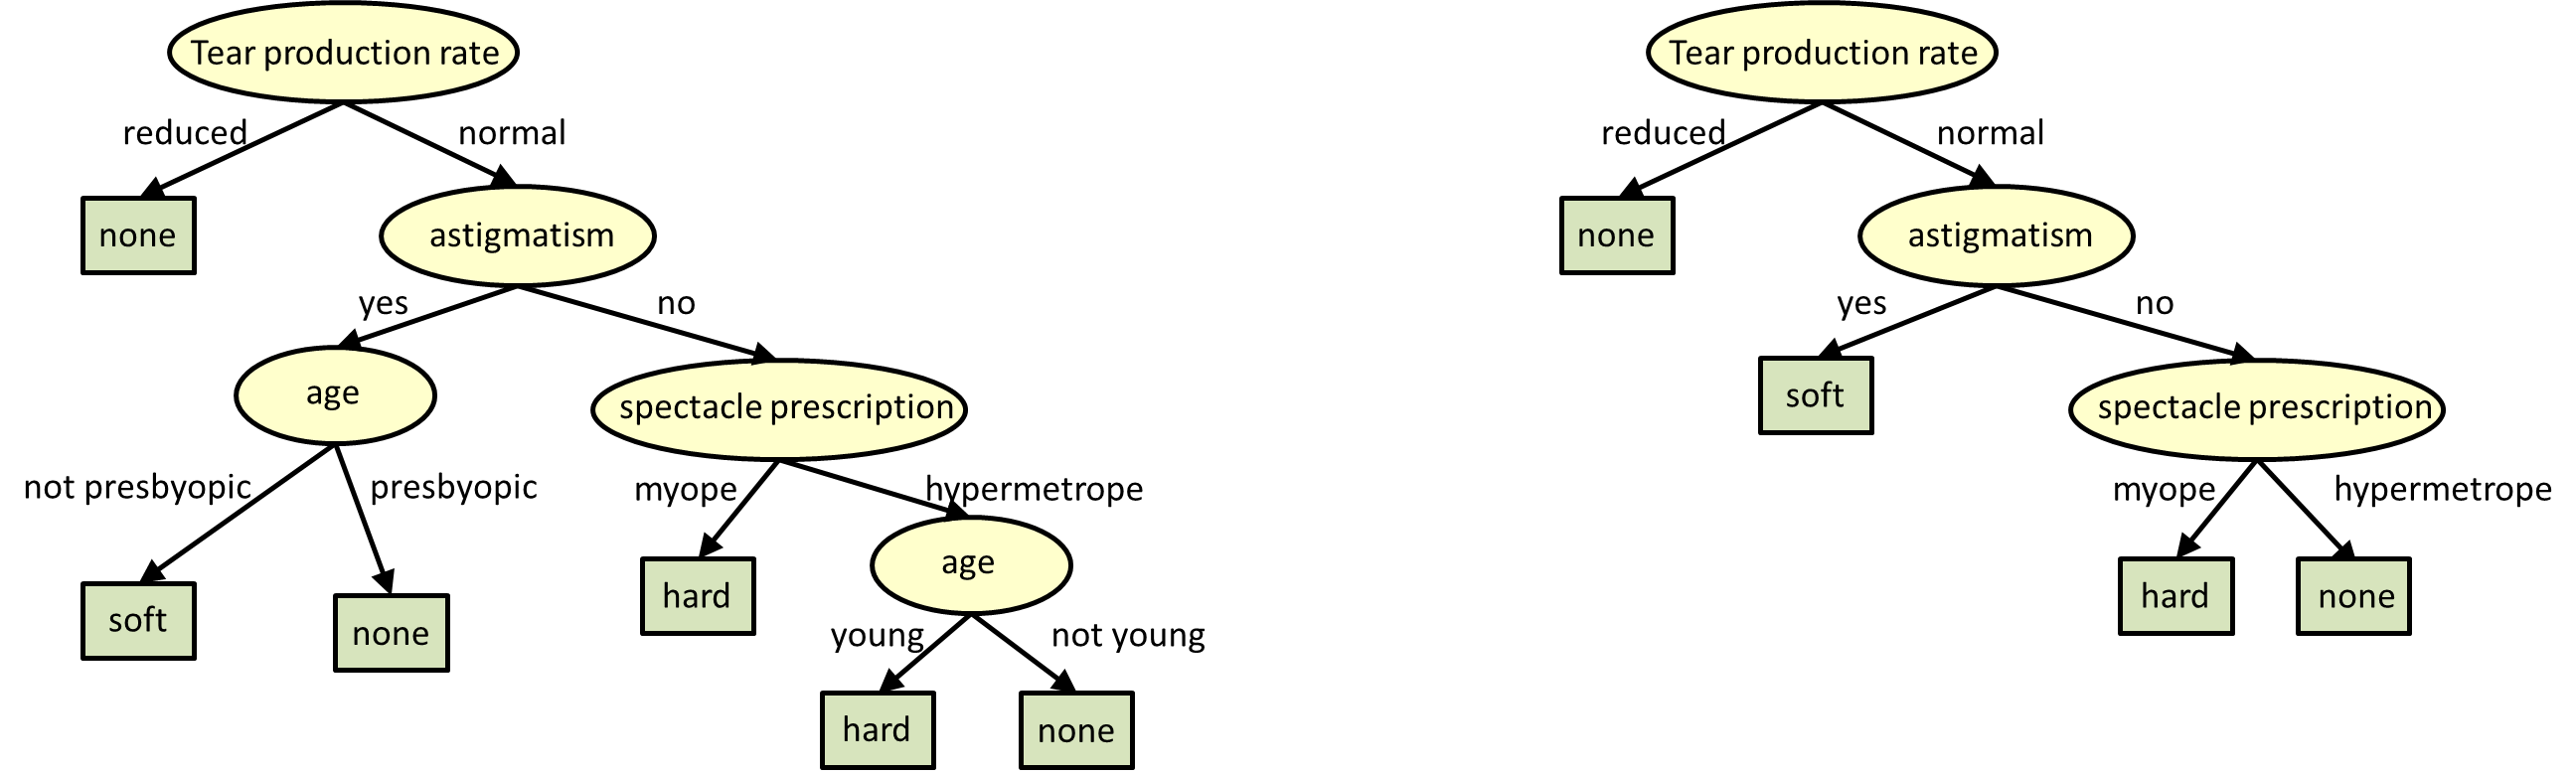 Tear production rate
reduced
normal
none
astigmatism
yes
no
age
spectacle prescription
not presbyopic
presbyopic
myope
hypermetrope
soft
none
hard
age
young
not young
hard
none
Tear production rate
reduced
normal
none
astigmatism
yes
no
soft
spectacle prescription
myope
hypermetrope
hard
none